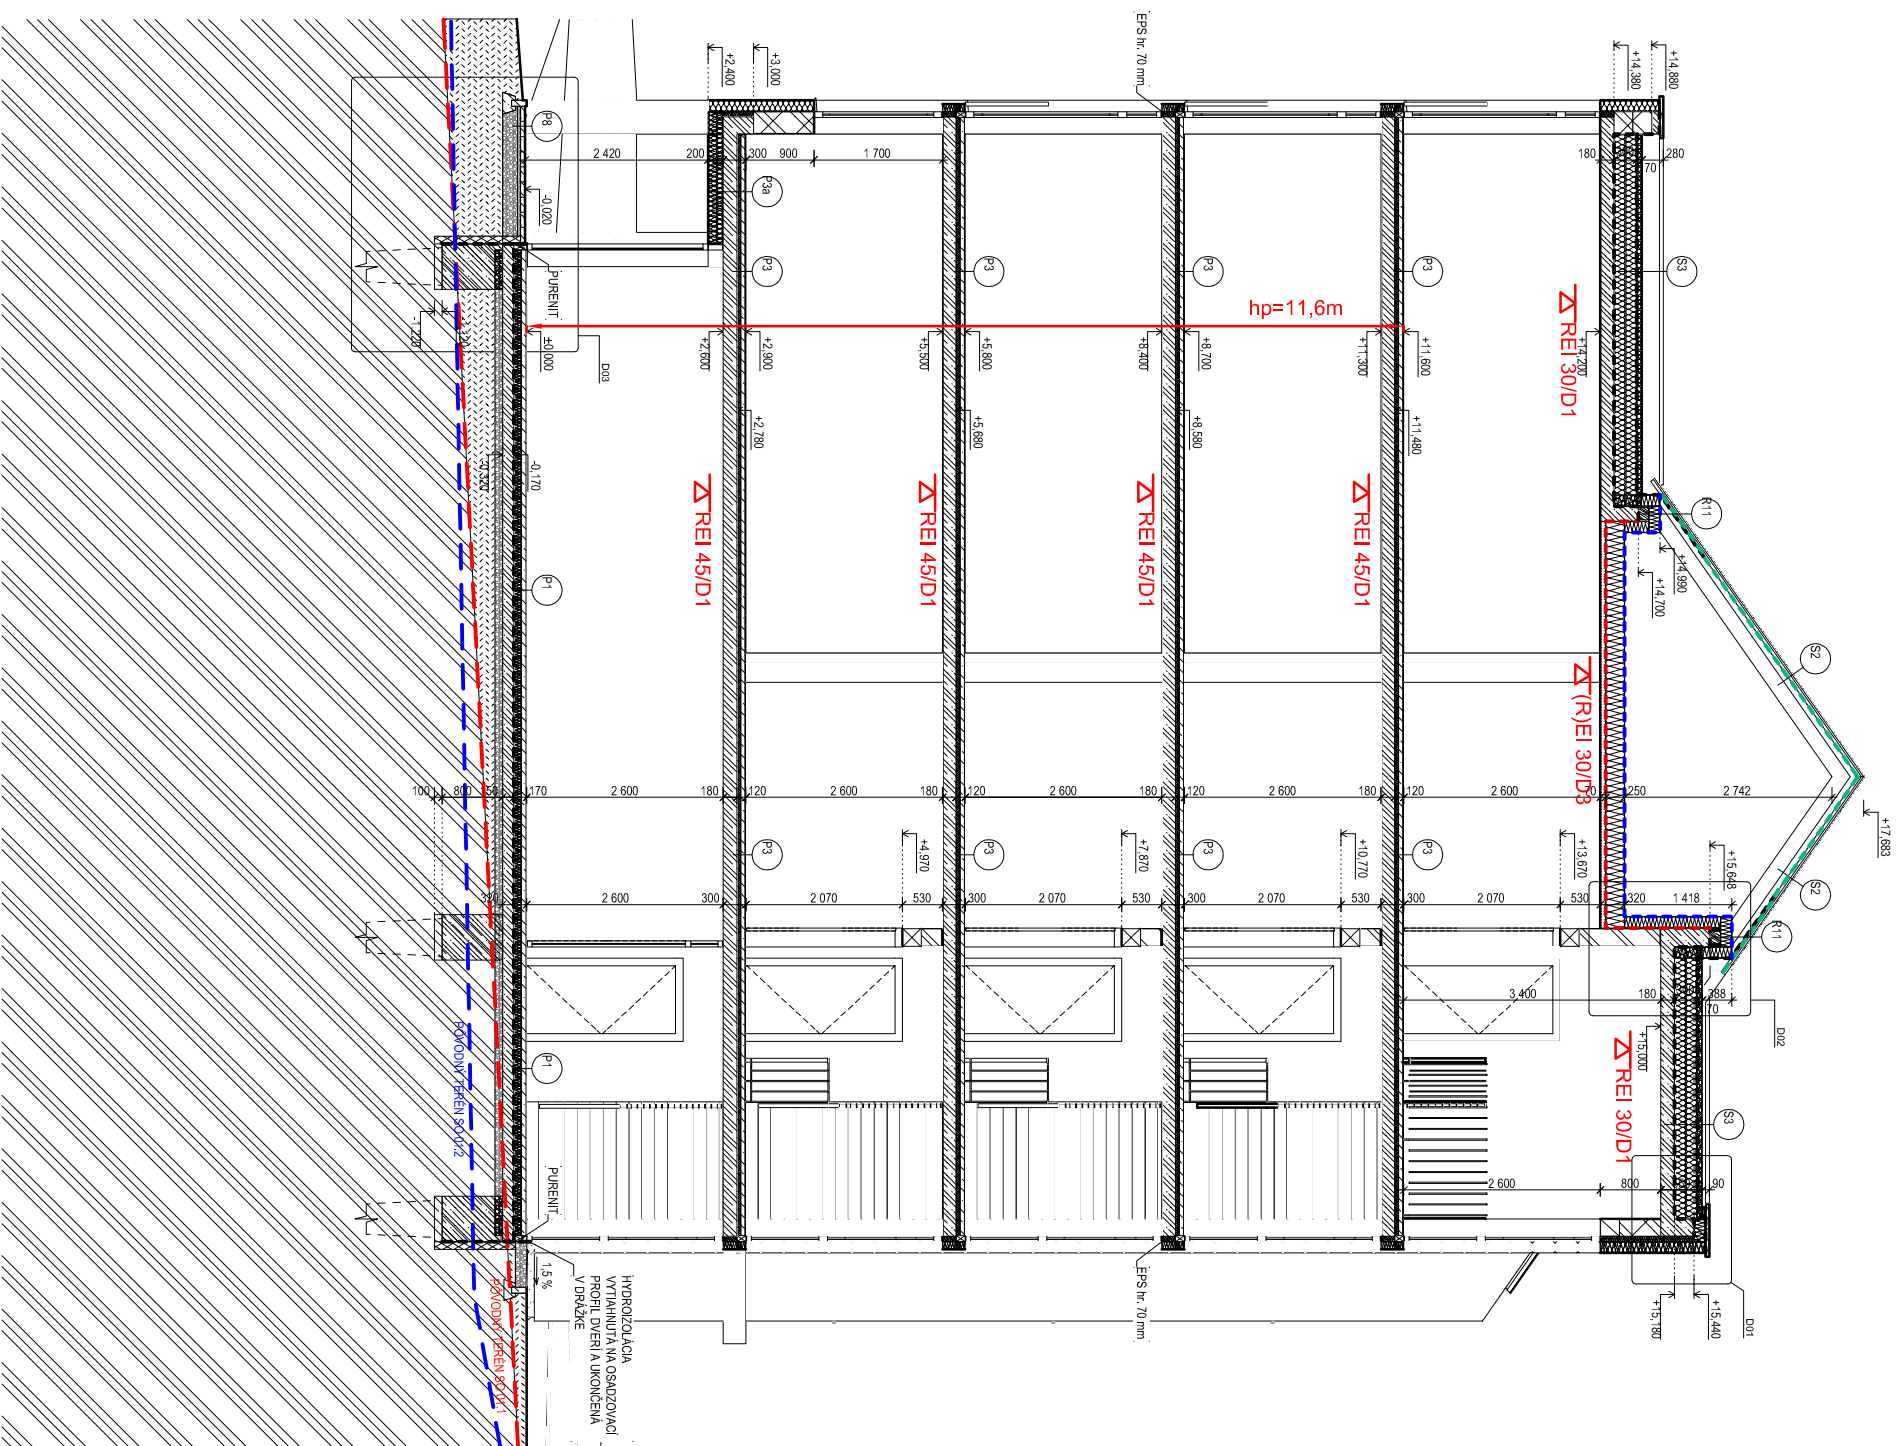 EPS hr. 70 mm
+2,400
+3,000
+14,380
+14,880
P8
2 420
200
300
900
1 700
180
70
280
P3a
-0,020
P3
P3
P3
P3
S3
PURENIT
hp=11,6m
REI 30/D1
-1,220
±0,000
D03
+2,600
+2,900
+5,500
+5,800
+8,400
+8,700
+11,300
+11,600
+14,200
+2,780
+5,680
+8,580
+11,480
-0,170
REI 45/D1
REI 45/D1
REI 45/D1
REI 45/D1
R11
+14,990
+14,700
P1
S2
(R)EI 30/D3
100
170
2 600
180
120
2 600
180
120
2 600
180
120
2 600
180
120
2 600
250
2 742
+17,683
P3
+4,970
P3
+7,870
P3
+10,770
P3
+13,670
+15,648
S2
2 600
300
2 070
530
300
2 070
530
300
2 070
530
300
2 070
530
320
1 418
R11
3 400
180
388
70
D02
+15,000
PÔVODNÝ TERÉN SO 01.2
P1
REI 30/D1
S3
PURENIT
2 600
800
90
1,5 %
HYDROIZOLÁCIA
VYTIAHNUTÁ NA OSADZOVACÍ
PROFIL DVERÍ A UKONČENÁ
V DRÁŽKE
PÔVODNÝ TERÉN SO 01.1
EPS hr. 70 mm
+15,180
+15,440
D01